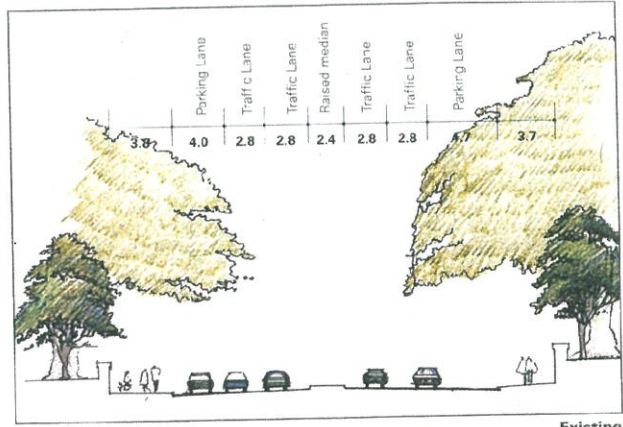 Parking Lane
Traff c Lane
Traffic Lane
Raised median
Traffic Lane
Traffic Lane
Parking Lane
3.8 4.0 2.8 2.8 2.4 2.8 2.8 4.7 3.7
Existing